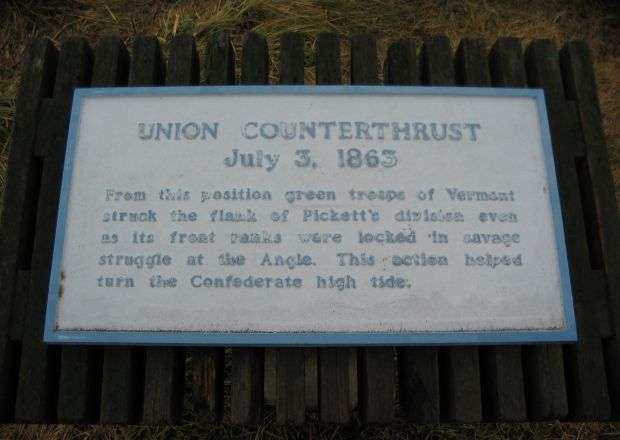 UNION COUNTERTHRUST
July 3, 1863
From this position green troops of Vermont
struck the flank of Pickett's division even
as its front ranks were locked in savage
struggle at the Angle. This action helped
turn the Confederate high tide.